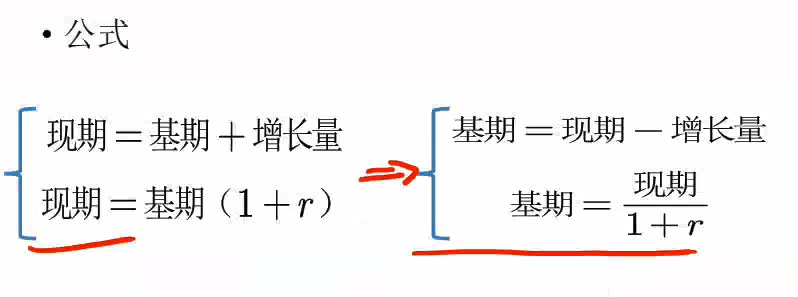 • 公式
现期＝基期＋增长量
现期＝基期（1＋r）
⇒
基期＝现期－增长量
基期＝现期/(1＋r)